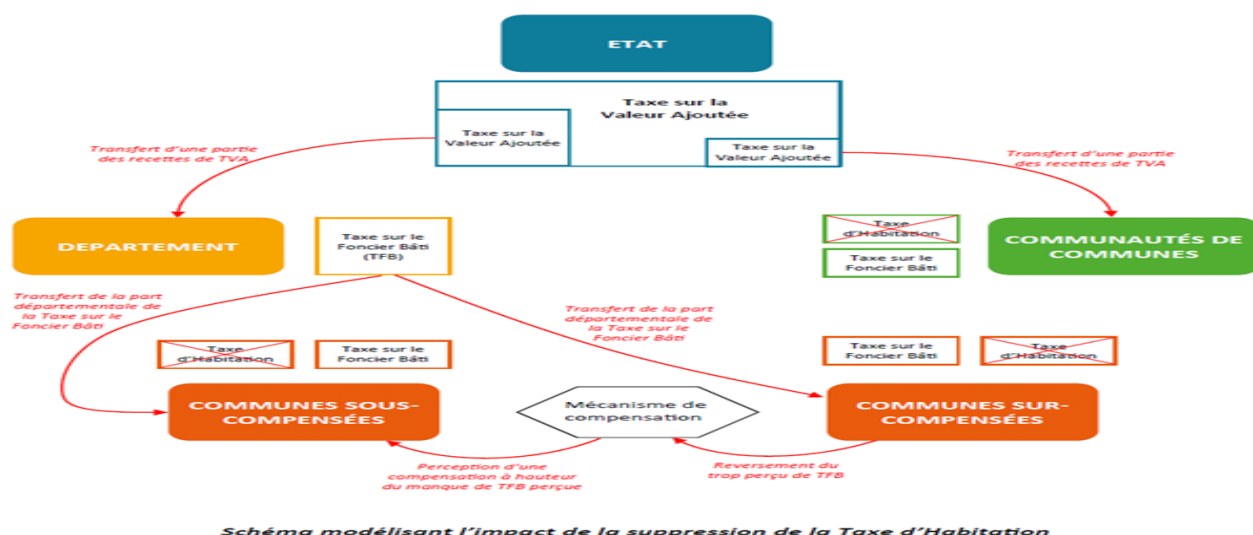 ETAT
Taxe sur la
Valeur Ajoutée
Taxe sur la
Valeur Ajoutée
Taxe sur la
Valeur Ajoutée
Transfert d'une partie
des recettes de TVA
Transfert d'une partie
des recettes de TVA
DEPARTEMENT
Taxe sur le
Foncier Bâti
(TFB)
Taxe
d'Habitation
Taxe sur le
Foncier Bâti
COMMUNAUTÉS DE
COMMUNES
Transfert de la part
départementale de
la Taxe sur le
Foncier Bâti
Transfert de la part
départementale de
la Taxe sur le
Foncier Bâti
Taxe
d'Habitation
Taxe sur le
Foncier Bâti
Taxe sur le
Foncier Bâti
Taxe
d'Habitation
COMMUNES SOUS-
COMPENSÉES
Mécanisme de
compensation
COMMUNES SUR-
COMPENSÉES
Perception d'une
compensation à hauteur
du manque de TFB perçue
Reversement du
trop perçu de TFB
Schéma modélisant l'impact de la suppression de la Taxe d'Habitation